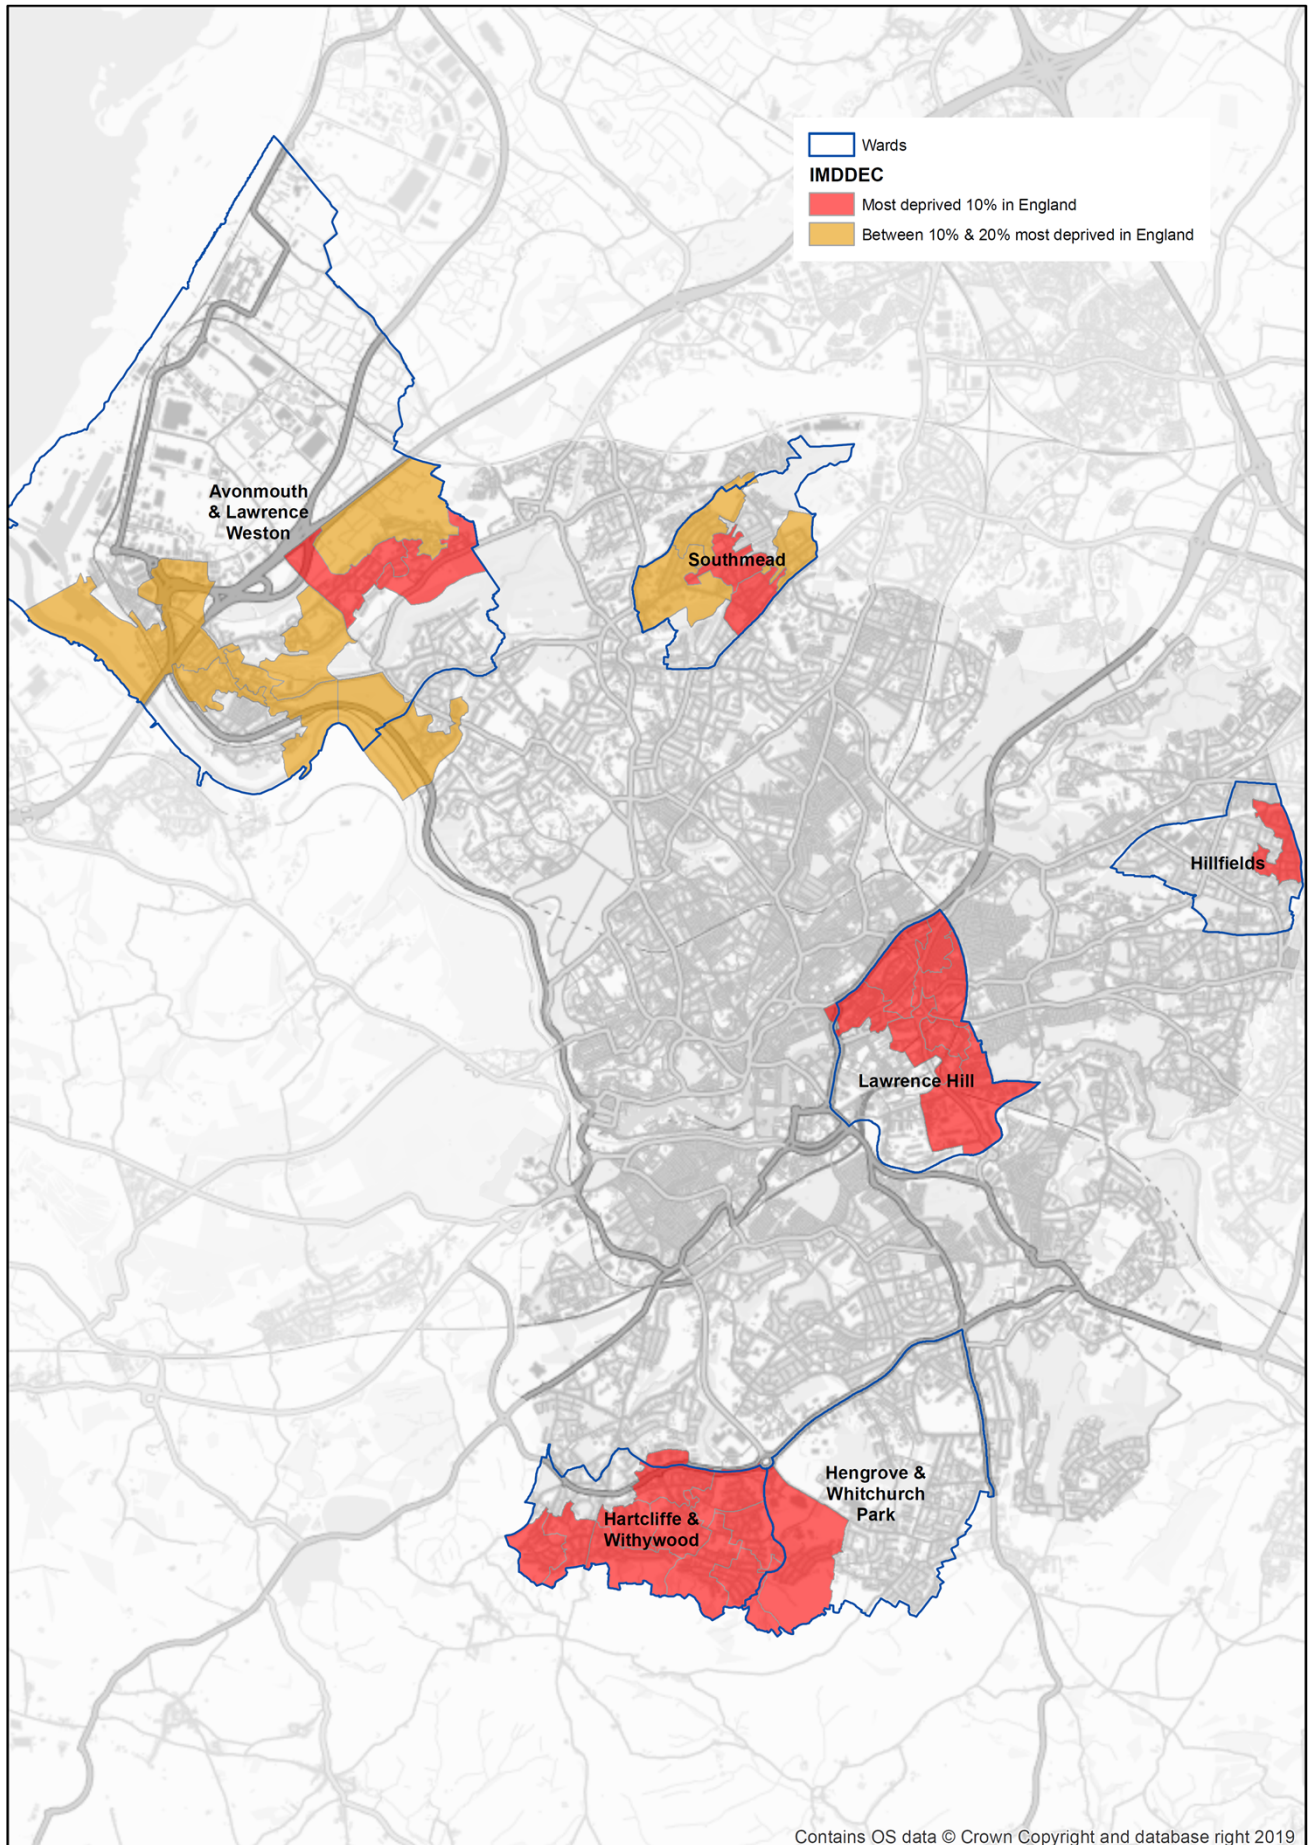 Wards
IMDDEC
Most deprived 10% in England
Between 10% & 20% most deprived in England
Avonmouth
& Lawrence
Weston
Southmead
Hillfields
Lawrence Hill
Hengrove &
Whitchurch
Park
Hartcliffe &
Withywood
Contains OS data © Crown Copyright and database right 2019